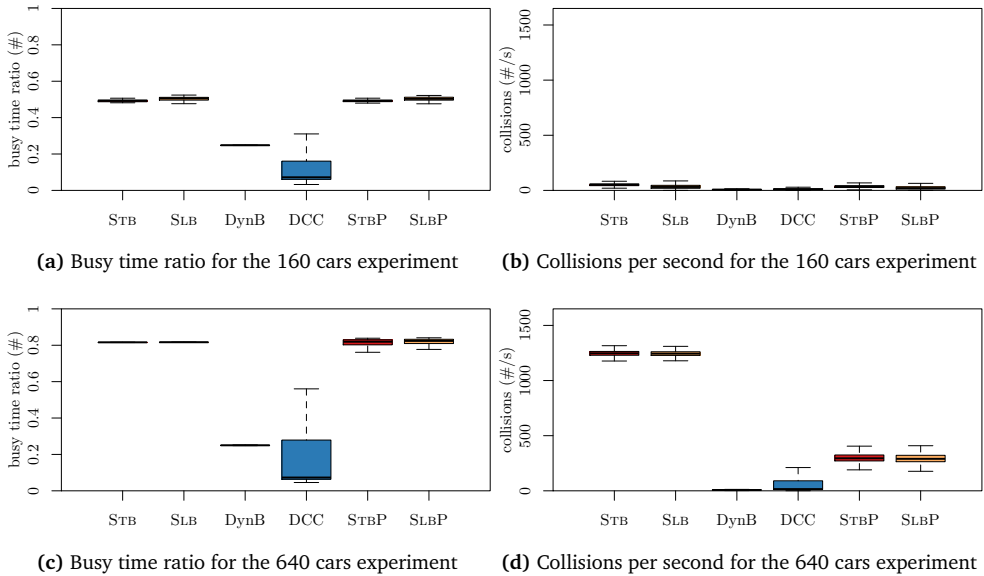 busy time ratio (#)
0 0.2 0.4 0.6 0.8 1
STB SLB DynB DCC STBP SLBP
(a) Busy time ratio for the 160 cars experiment
collisions (#/s)
0 500 1000 1500
STB SLB DynB DCC STBP SLBP
(b) Collisions per second for the 160 cars experiment
busy time ratio (#)
0 0.2 0.4 0.6 0.8 1
STB SLB DynB DCC STBP SLBP
(c) Busy time ratio for the 640 cars experiment
collisions (#/s)
0 500 1000 1500
STB SLB DynB DCC STBP SLBP
(d) Collisions per second for the 640 cars experiment